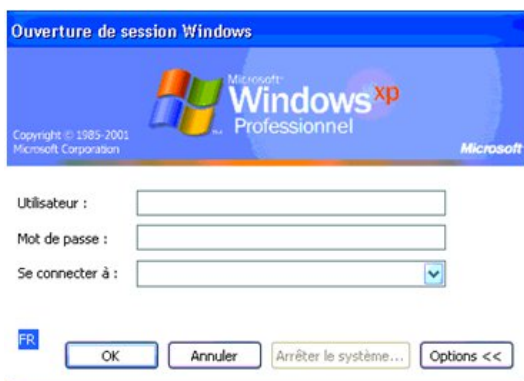 Ouverture de session Windows
Microsoft
Windows xp
Professionnel
Copyright © 1985-2001
Microsoft Corporation
Microsoft
Utilisateur :
Mot de passe :
Se connecter à :
FR
OK
Annuler
Arrêter le système...
Options <<